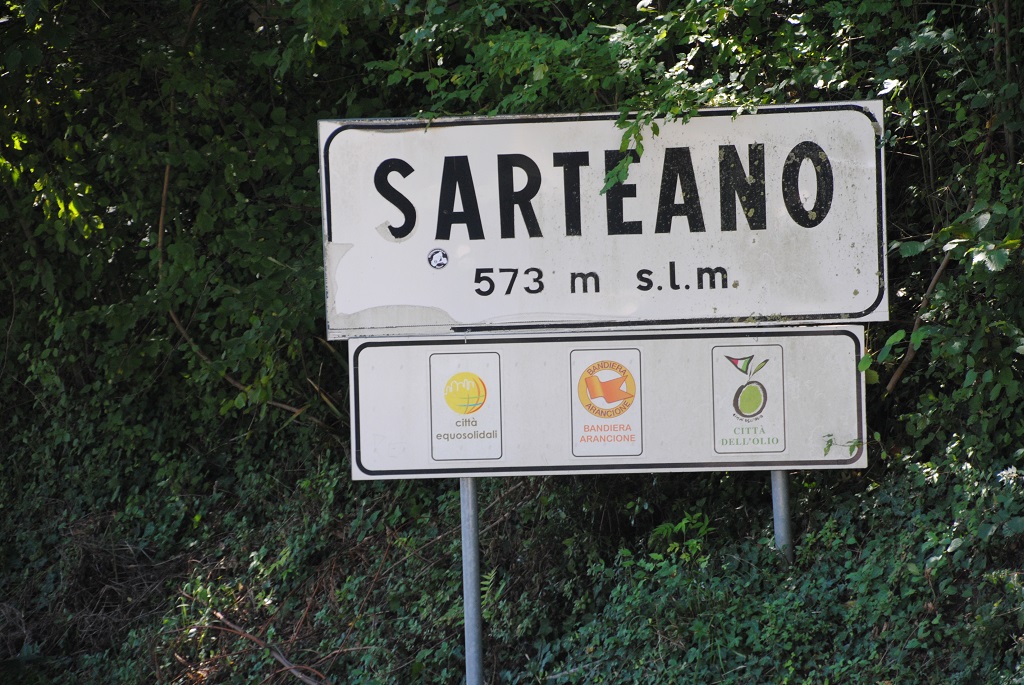 SARTEANO
573 m s.l.m.
città
equosolidali
BANDIERA
ARANCIONE
BANDIERA
ARANCIONE
CITTÀ
DELL'OLIO